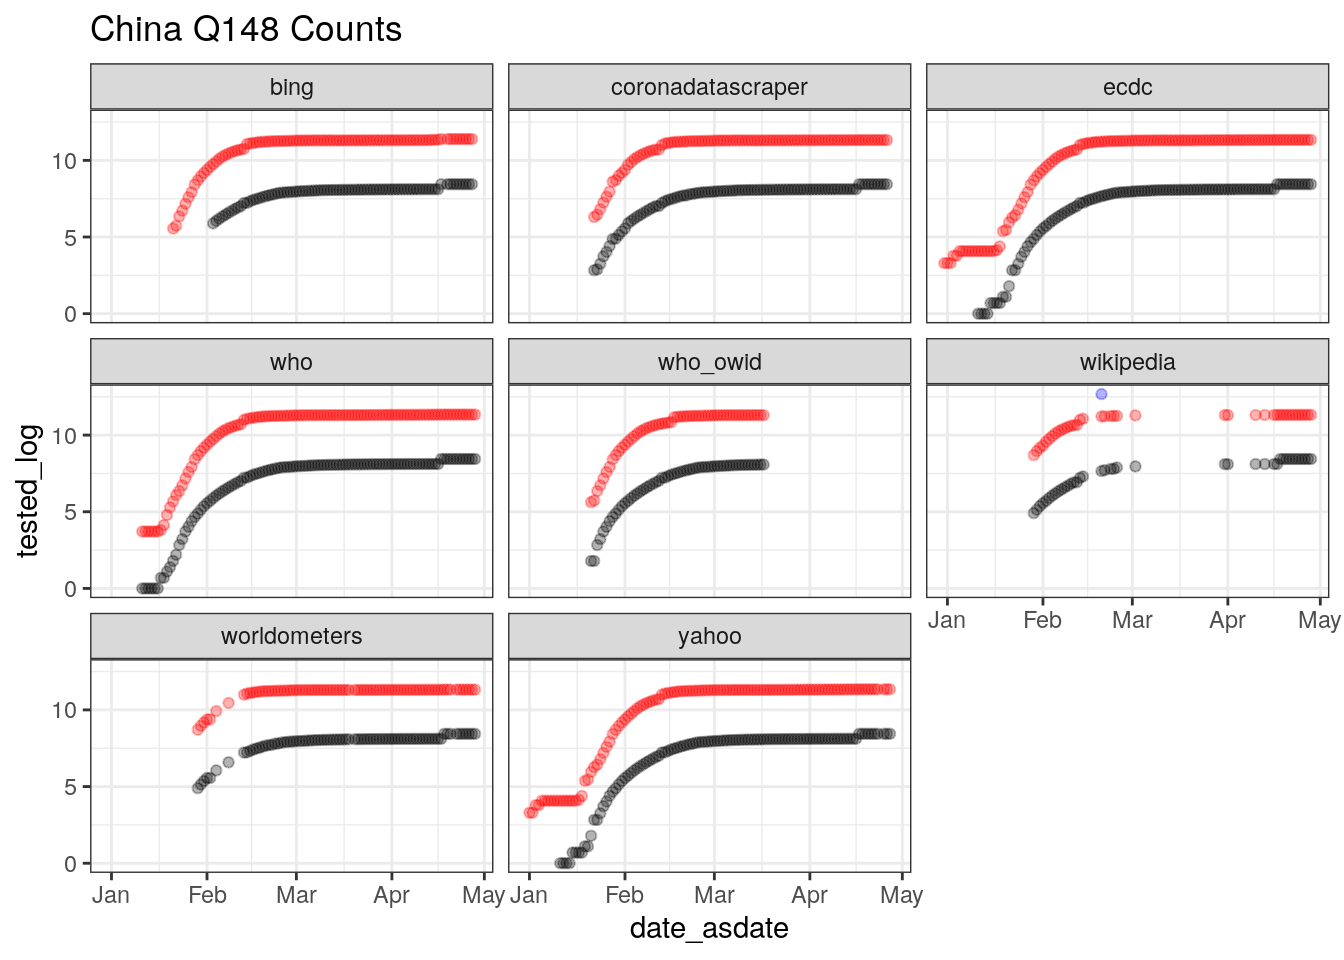 China Q148 Counts
bing
coronadatascraper
ecdc
10
5
0
who
who_owid
wikipedia
10
5
0
Jan Feb Mar Apr May
worldometers
yahoo
10
5
0
Jan Feb Mar Apr May
Jan Feb Mar Apr May
date_asdate
tested_log